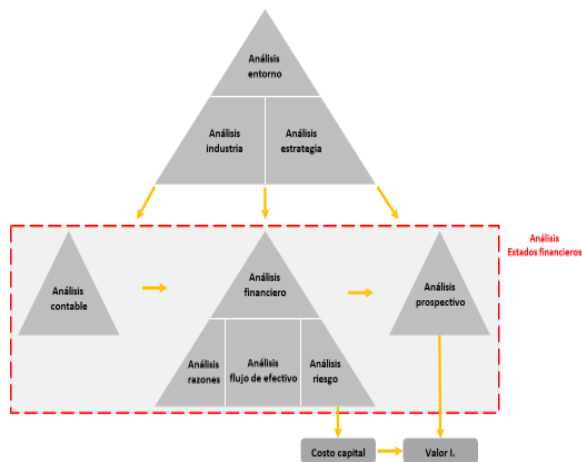 Análisis
entorno
Análisis
industria
Análisis
estrategia
Análisis
Estados financieros
Análisis
contable
Análisis
financiero
Análisis
prospectivo
Análisis
razones
Análisis
flujo de efectivo
Análisis
riesgo
Costo capital
Valor I.